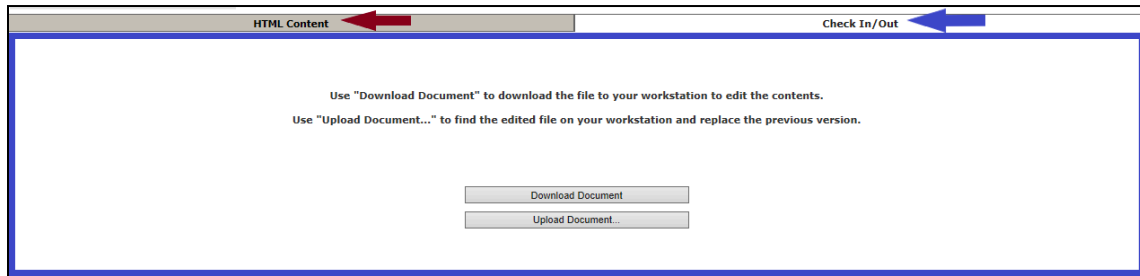 HTML Content
Check In/Out
Use "Download Document" to download the file to your workstation to edit the contents.
Use "Upload Document..." to find the edited file on your workstation and replace the previous version.
Download Document
Upload Document...